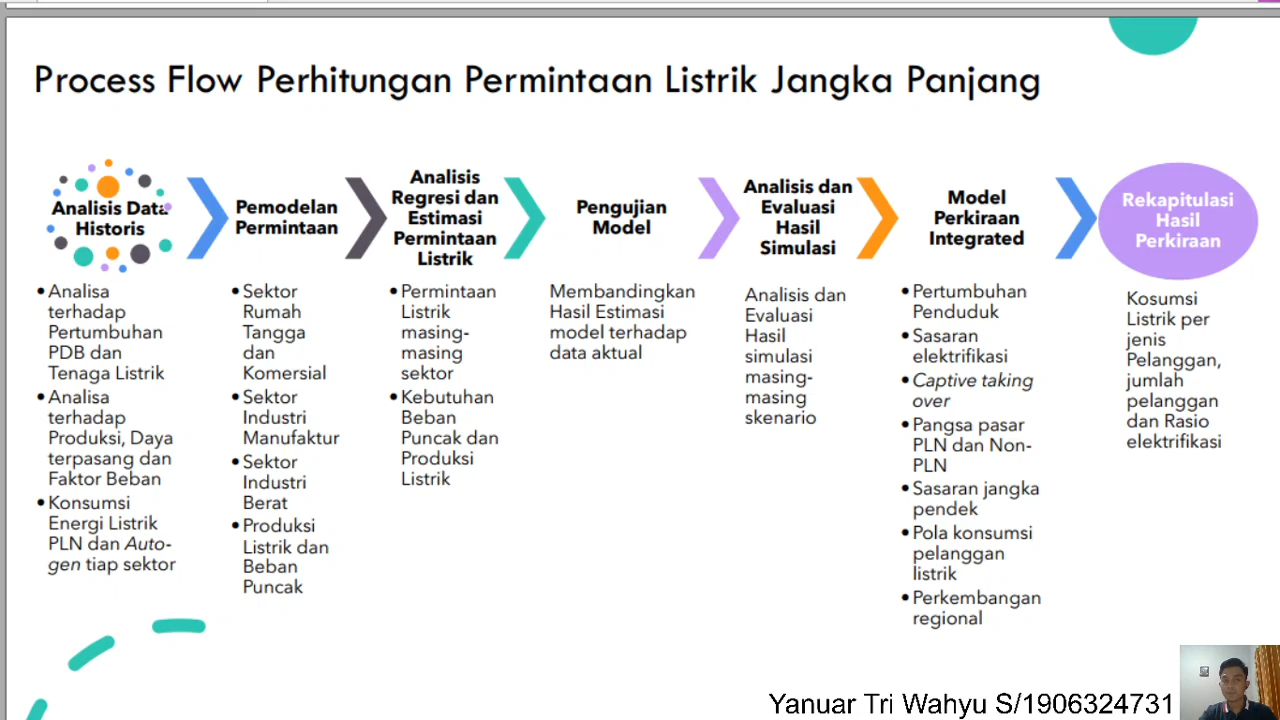 Process Flow Perhitungan Permintaan Listrik Jangka Panjang
Analisis Data
Historis
•Analisa
terhadap
Pertumbuhan
PDB dan
Tenaga Listrik
•Analisa
terhadap
Produksi, Daya
terpasang dan
Faktor Beban
•Konsumsi
Energi Listrik
PLN dan Auto-
gen tiap sektor
Pemodelan
Permintaan
•Sektor
Rumah
Tangga
dan
Komersial
•Sektor
Industri
Manufaktur
•Sektor
Industri
Berat
•Produksi
Listrik dan
Beban
Puncak
Analisis
Regresi dan
Estimasi
Permintaan
Listrik
•Permintaan
Listrik
masing-
masing
sektor
•Kebutuhan
Beban
Puncak dan
Produksi
Listrik
Pengujian
Model
Membandingkan
Hasil Estimasi
model terhadap
data aktual
Analisis dan
Evaluasi
Hasil
Simulasi
Analisis dan
Evaluasi
Hasil
simulasi
masing-
masing
skenario
Model
Perkiraan
Integrated
•Pertumbuhan
Penduduk
•Sasaran
elektrifikasi
•Captive taking
over
•Pangsa pasar
PLN dan Non-
PLN
•Sasaran jangka
pendek
•Pola konsumsi
pelanggan
listrik
•Perkembangan
regional
Rekapitulasi
Hasil
Perkiraan
Kosumsi
Listrik per
jenis
Pelanggan,
jumlah
pelanggan
dan Rasio
elektrifikasi
Yanuar Tri Wahyu S/1906324731